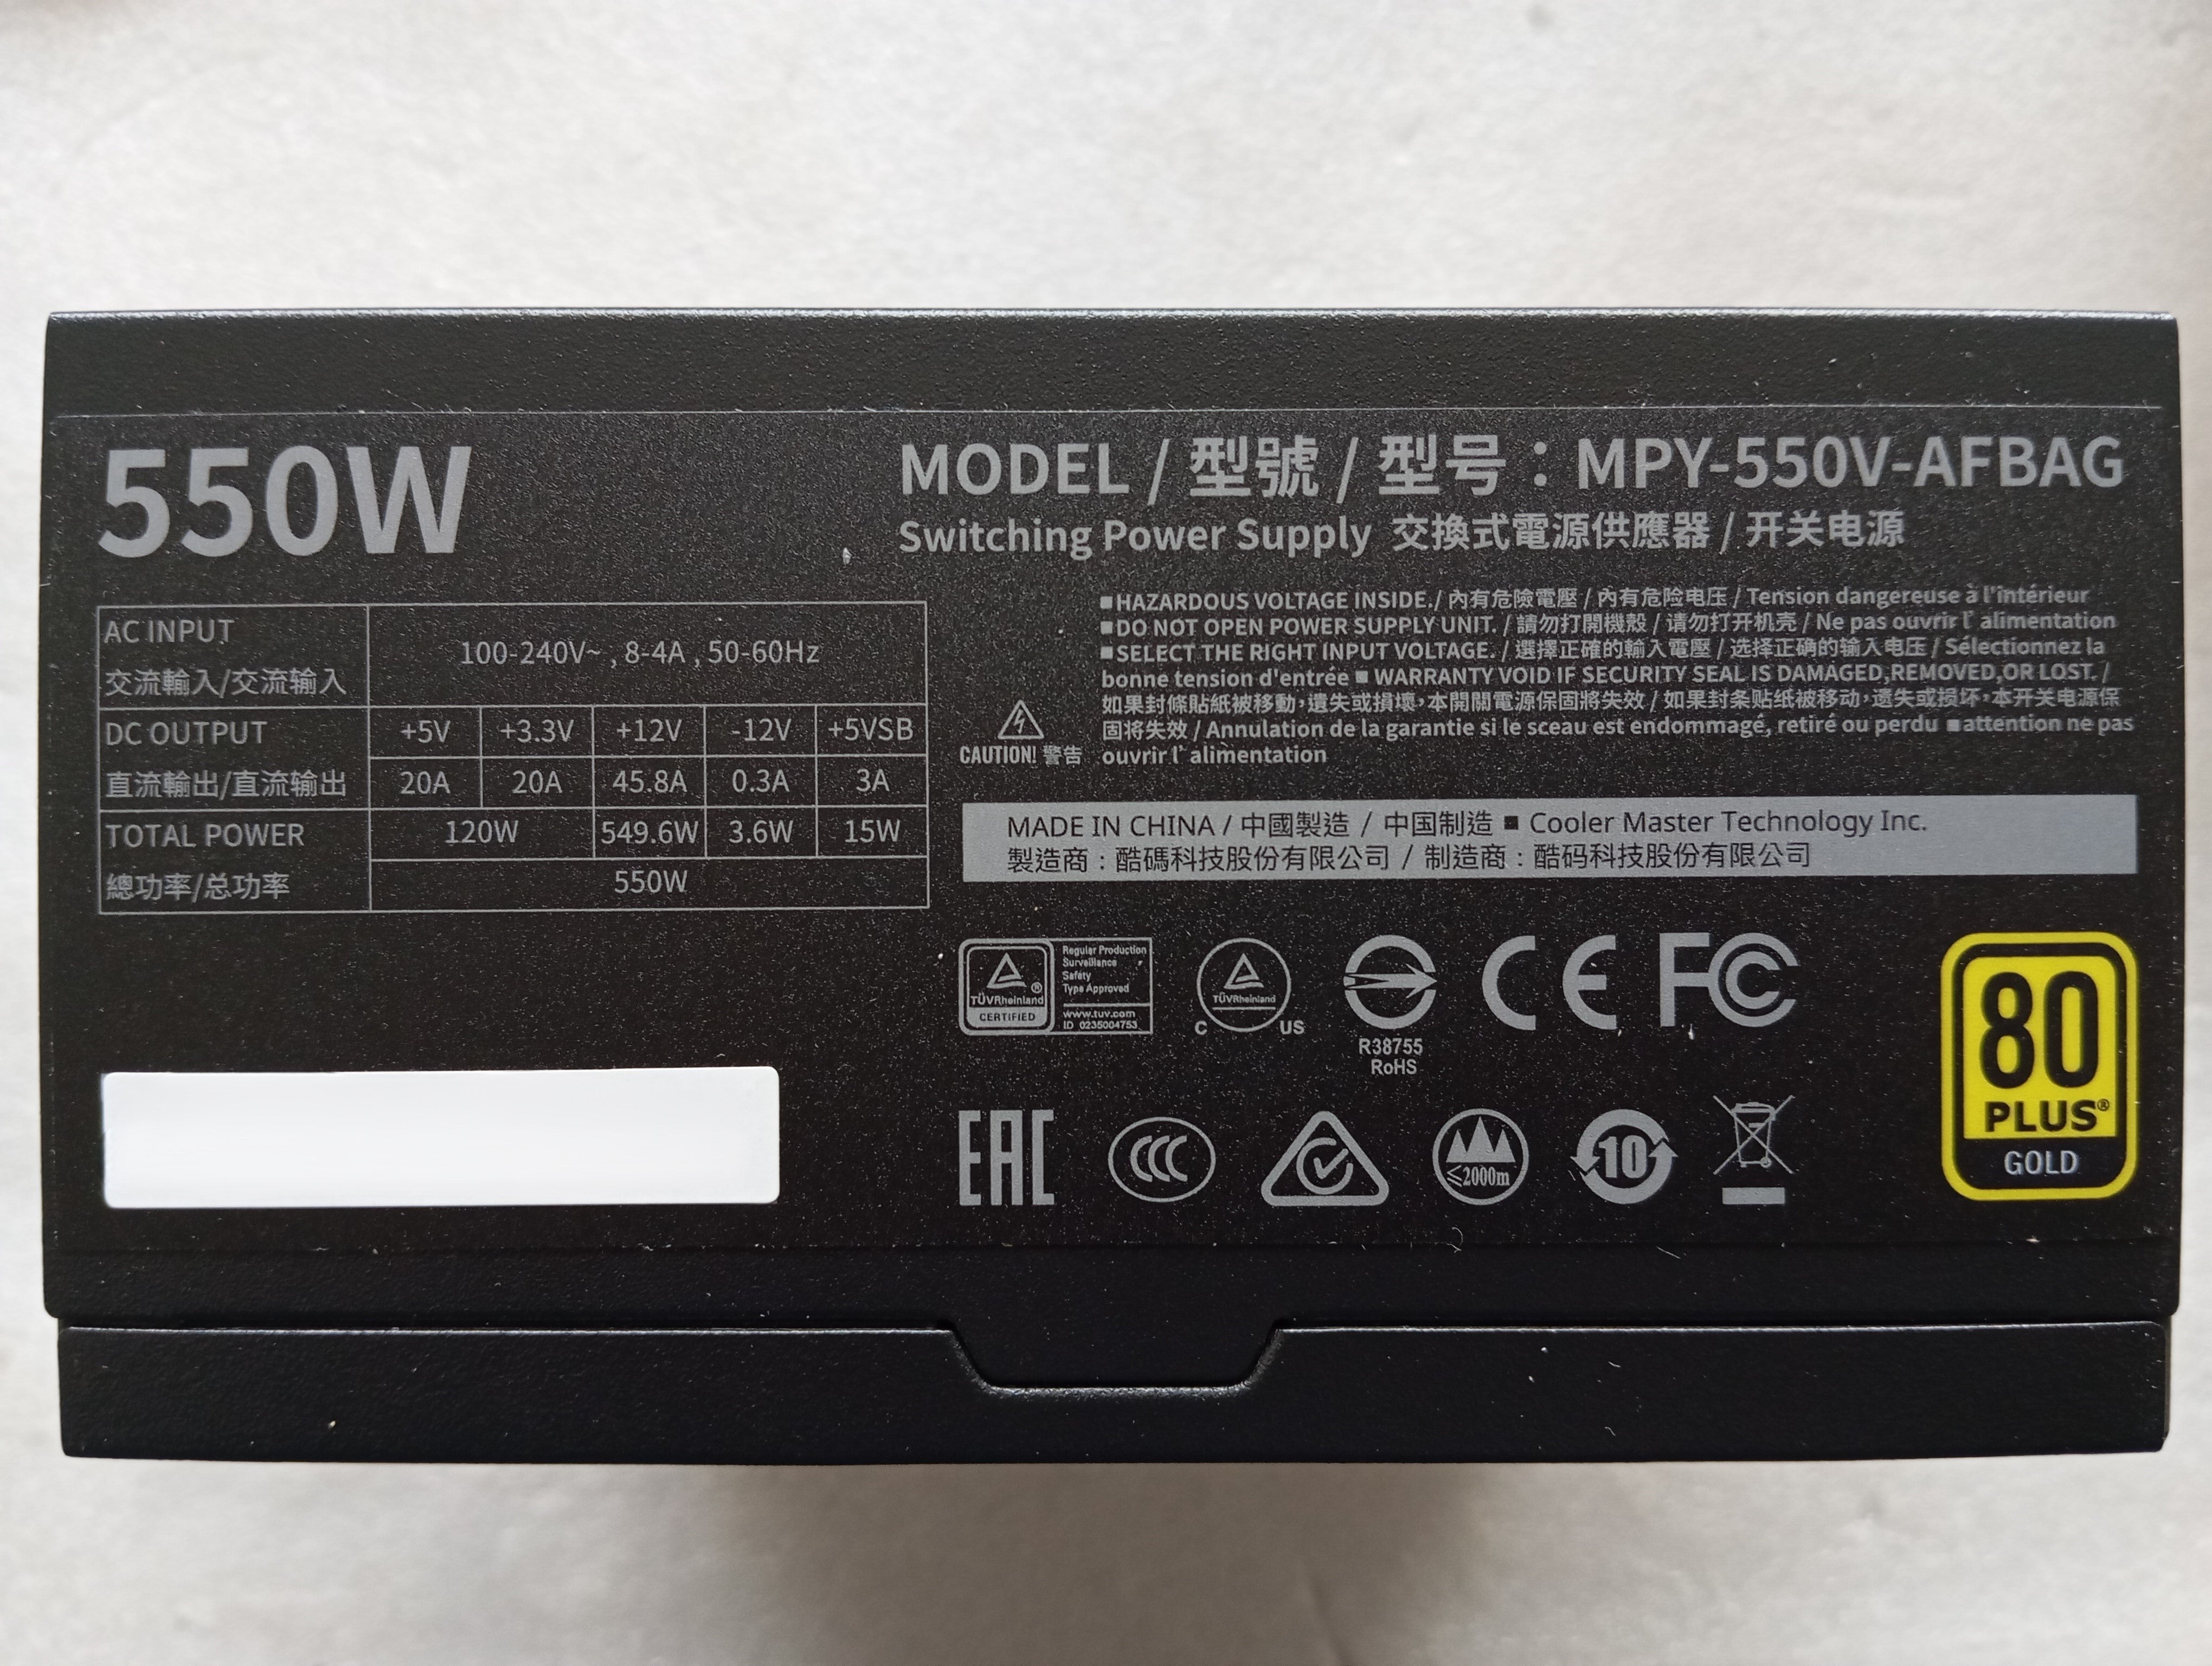 550W
MODEL / 型號 / 型号：MPY-550V-AFBAG
Switching Power Supply 交換式電源供應器 / 开关电源
AC INPUT
交流輸入/交流输入
100-240V~ , 8-4A , 50-60Hz
DC OUTPUT
直流輸出/直流输出
+5V +3.3V +12V -12V +5VSB
20A 20A 45.8A 0.3A 3A
TOTAL POWER
總功率/总功率
120W 549.6W 3.6W 15W
550W
■HAZARDOUS VOLTAGE INSIDE./ 內有危險電壓 / 内有危险电压 / Tension dangereuse à l'intérieur
■DO NOT OPEN POWER SUPPLY UNIT. / 請勿打開機殼 / 请勿打开机壳 / Ne pas ouvrir l' alimentation
■SELECT THE RIGHT INPUT VOLTAGE. / 選擇正確的輸入電壓 / 选择正确的输入电压 / Sélectionnez la
bonne tension d'entrée ■ WARRANTY VOID IF SECURITY SEAL IS DAMAGED,REMOVED,OR LOST. /
如果封條貼紙被移動，遺失或損壞，本開關電源保固將失效 / 如果封条贴纸被移动，遗失或损坏，本开关电源保
固将失效 / Annulation de la garantie si le sceau est endommagé, retiré ou perdu ■attention ne pas
ouvrir l' alimentation
CAUTION! 警告
MADE IN CHINA / 中國製造 / 中国制造 ■ Cooler Master Technology Inc.
製造商：酷碼科技股份有限公司 / 制造商：酷码科技股份有限公司
TÜVRheinland®
CERTIFIED
Regular Production
Surveillance
Safety
Type Approved
www.tuv.com
ID 0235004753
TÜVRheinland
C US
R38755
RoHS
CE
FC
EAC
CCC
≤2000m
10
80
PLUS®
GOLD